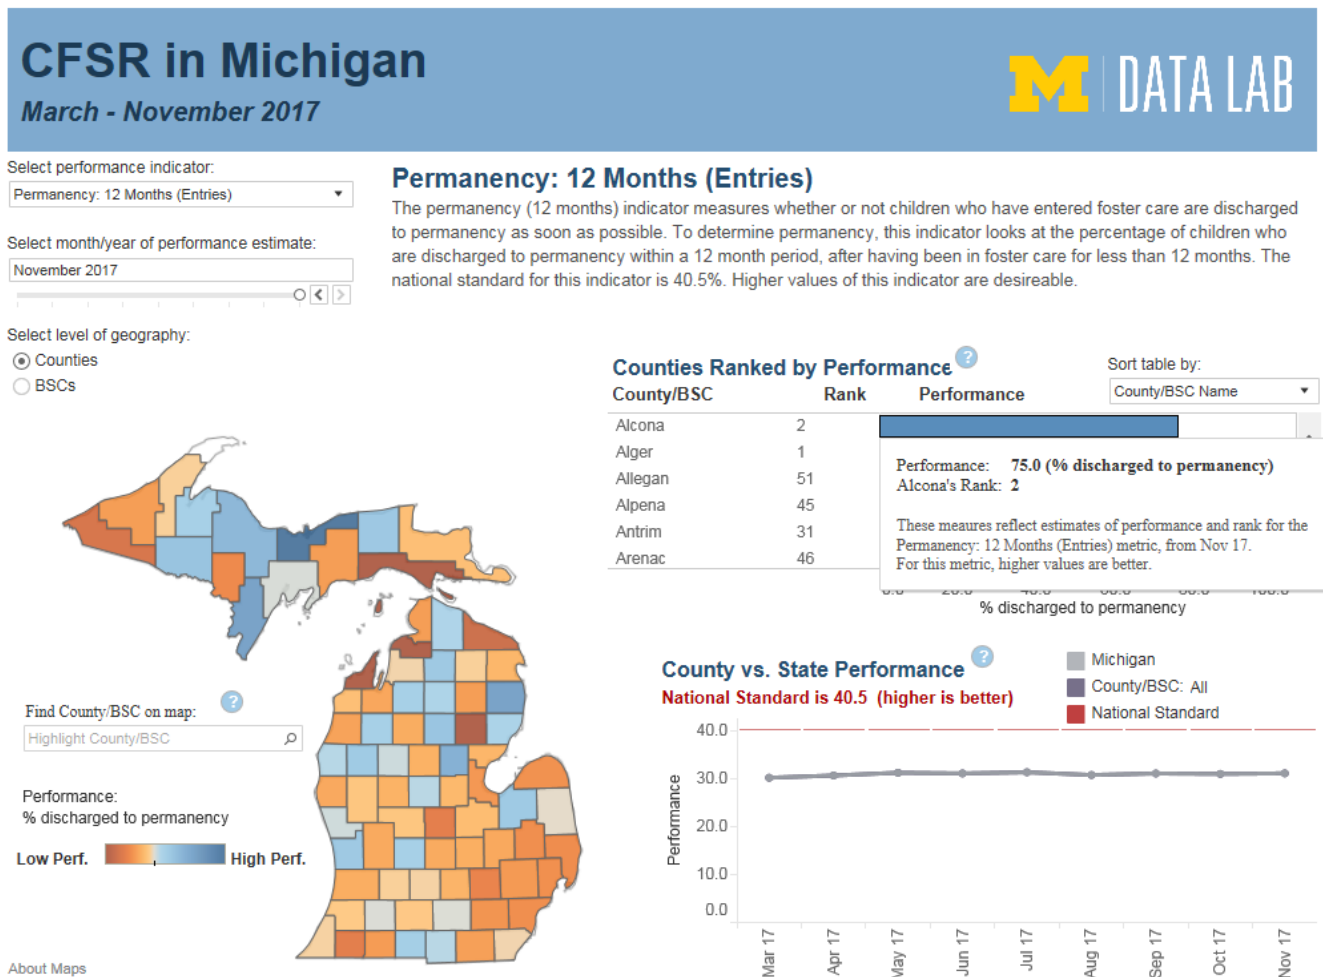 CFSR in Michigan
March - November 2017
M | DATA LAB
Select performance indicator:
Permanency: 12 Months (Entries)
Select month/year of performance estimate:
November 2017
Select level of geography:
Counties
BSCs
Permanency: 12 Months (Entries)
The permanency (12 months) indicator measures whether or not children who have entered foster care are discharged
to permanency as soon as possible. To determine permanency, this indicator looks at the percentage of children who
are discharged to permanency within a 12 month period, after having been in foster care for less than 12 months. The
national standard for this indicator is 40.5%. Higher values of this indicator are desireable.
Counties Ranked by Performance ?
Sort table by:
County/BSC Name
County/BSC Rank Performance
Alcona 2
Alger 1
Allegan 51
Alpena 45
Antrim 31
Arenac 46
Performance: 75.0 (% discharged to permanency)
Alcona's Rank: 2
These meaures reflect estimates of performance and rank for the
Permanency: 12 Months (Entries) metric, from Nov 17.
For this metric, higher values are better.
% discharged to permanency
Find County/BSC on map: ?
Highlight County/BSC
Performance:
% discharged to permanency
Low Perf. High Perf.
About Maps
County vs. State Performance ?
National Standard is 40.5 (higher is better)
Michigan
County/BSC: All
National Standard
Performance
40.0
30.0
20.0
10.0
0.0
Mar 17
Apr 17
May 17
Jun 17
Jul 17
Aug 17
Sep 17
Oct 17
Nov 17